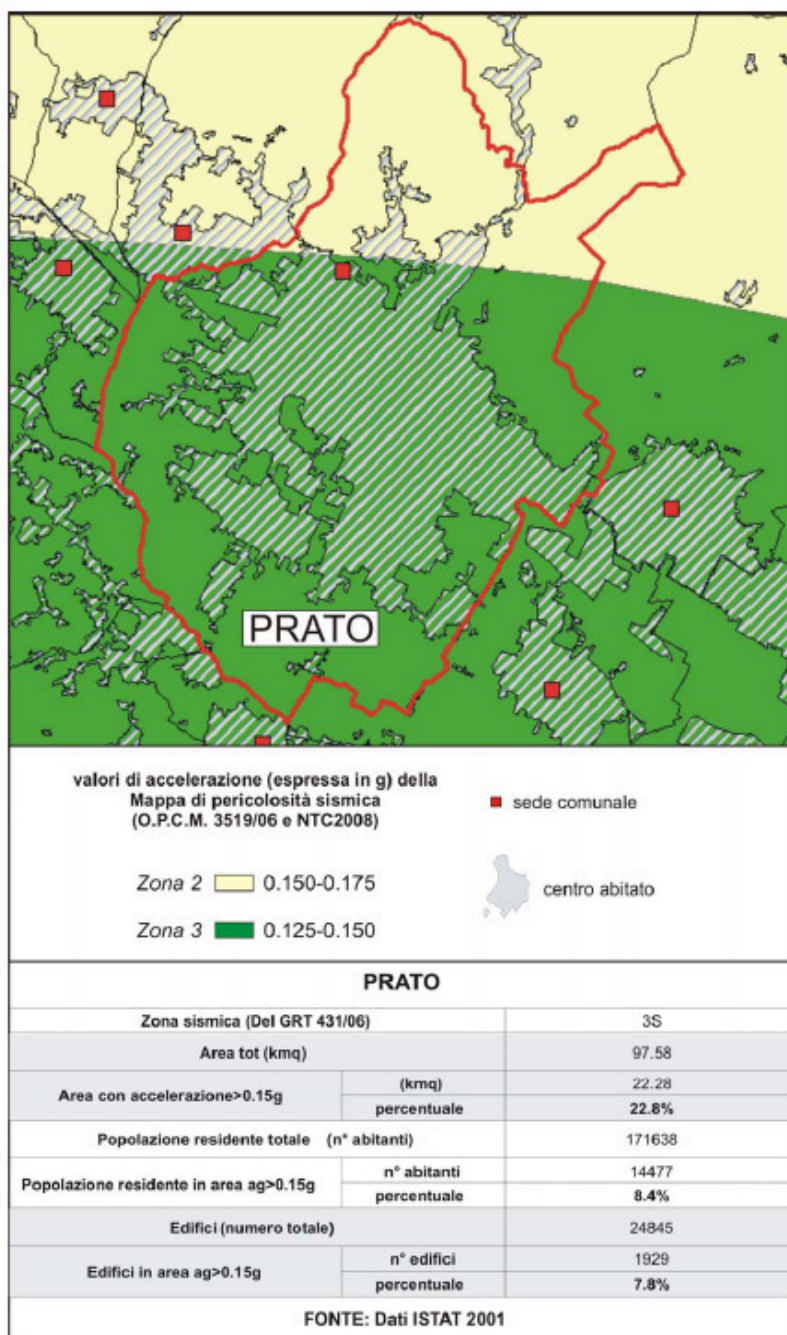 PRATO
valori di accelerazione (espressa in g) della
Mappa di pericolosità sismica
(O.P.C.M. 3519/06 e NTC2008)
sede comunale
Zona 2 0.150-0.175
centro abitato
Zona 3 0.125-0.150
PRATO
Zona sismica (Del GRT 431/06) 3S
Area tot (kmq) 97.58
Area con accelerazione>0.15g (kmq) 22.28
percentuale 22.8%
Popolazione residente totale (n° abitanti) 171638
Popolazione residente in area ag>0.15g n° abitanti 14477
percentuale 8.4%
Edifici (numero totale) 24845
Edifici in area ag>0.15g n° edifici 1929
percentuale 7.8%
FONTE: Dati ISTAT 2001